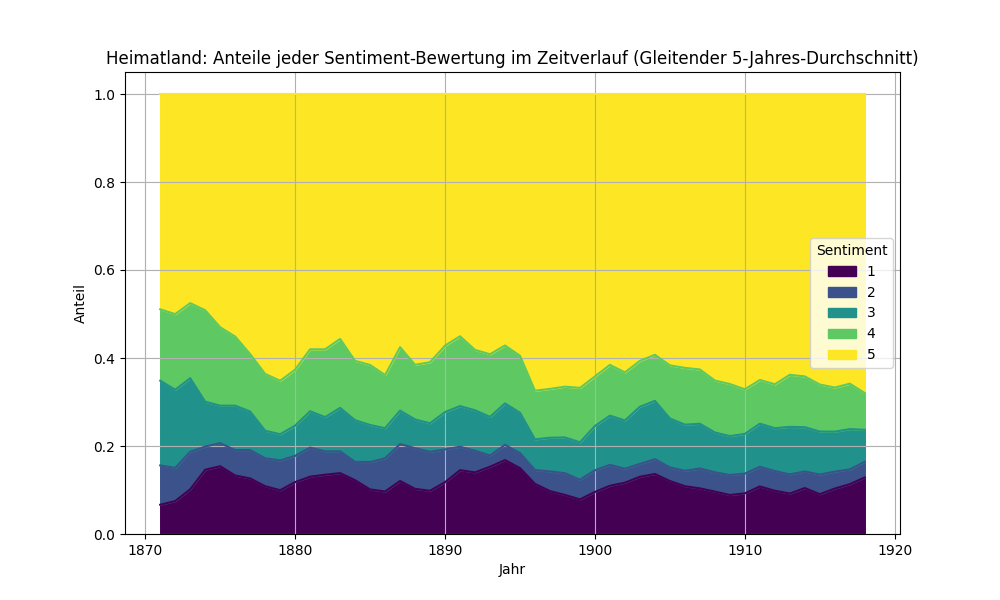 Heimatland: Anteile jeder Sentiment-Bewertung im Zeitverlauf (Gleitender 5-Jahres-Durchschnitt)
1.0
0.8
0.6
0.4
0.2
0.0
Anteil
Sentiment
1
2
3
4
5
1870 1880 1890 1900 1910 1920
Jahr